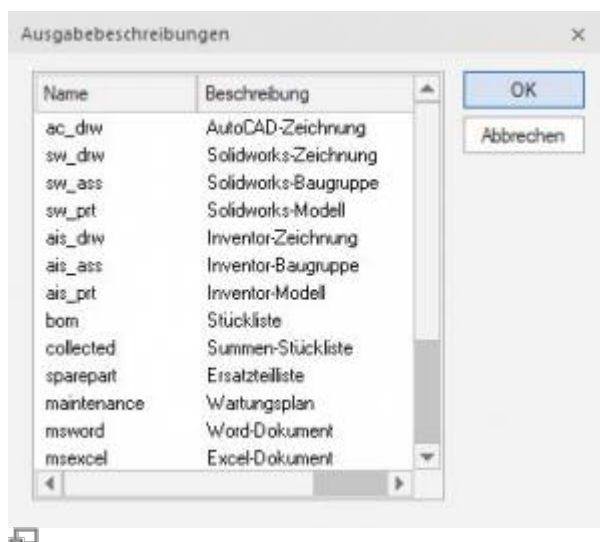 Ausgabebeschreibungen
Name Beschreibung
OK
Abbrechen
ac_drw AutoCAD-Zeichnung
sw_drw Solidworks-Zeichnung
sw_ass Solidworks-Baugruppe
sw_prt Solidworks-Modell
ais_drw Inventor-Zeichnung
ais_ass Inventor-Baugruppe
ais_prt Inventor-Modell
bom Stückliste
collected Summen-Stückliste
sparepart Ersatzteilliste
maintenance Wartungsplan
msword Word-Dokument
msexcel Excel-Dokument